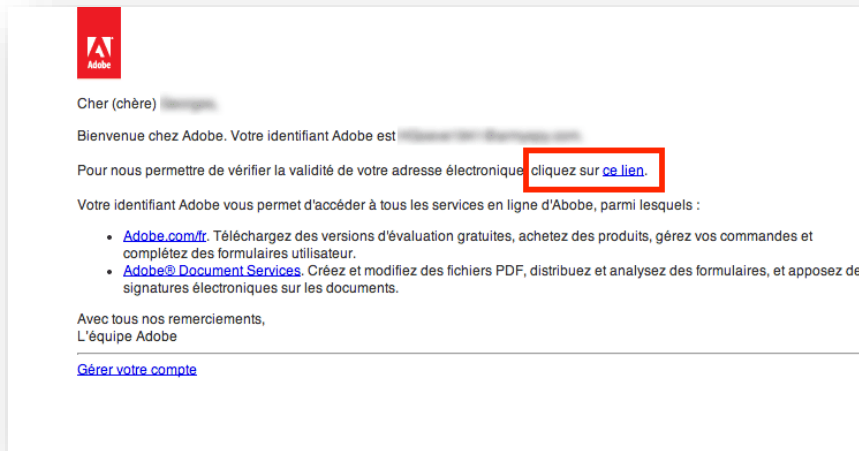 Adobe
Cher (chère)
Bienvenue chez Adobe. Votre identifiant Adobe est
Pour nous permettre de vérifier la validité de votre adresse électronique cliquez sur ce lien.
Votre identifiant Adobe vous permet d'accéder à tous les services en ligne d'Abobe, parmi lesquels :
• Adobe.com/fr. Téléchargez des versions d'évaluation gratuites, achetez des produits, gérez vos commandes et
complétez des formulaires utilisateur.
• Adobe® Document Services. Créez et modifiez des fichiers PDF, distribuez et analysez des formulaires, et apposez de
signatures électroniques sur les documents.
Avec tous nos remerciements,
L'équipe Adobe
Gérer votre compte